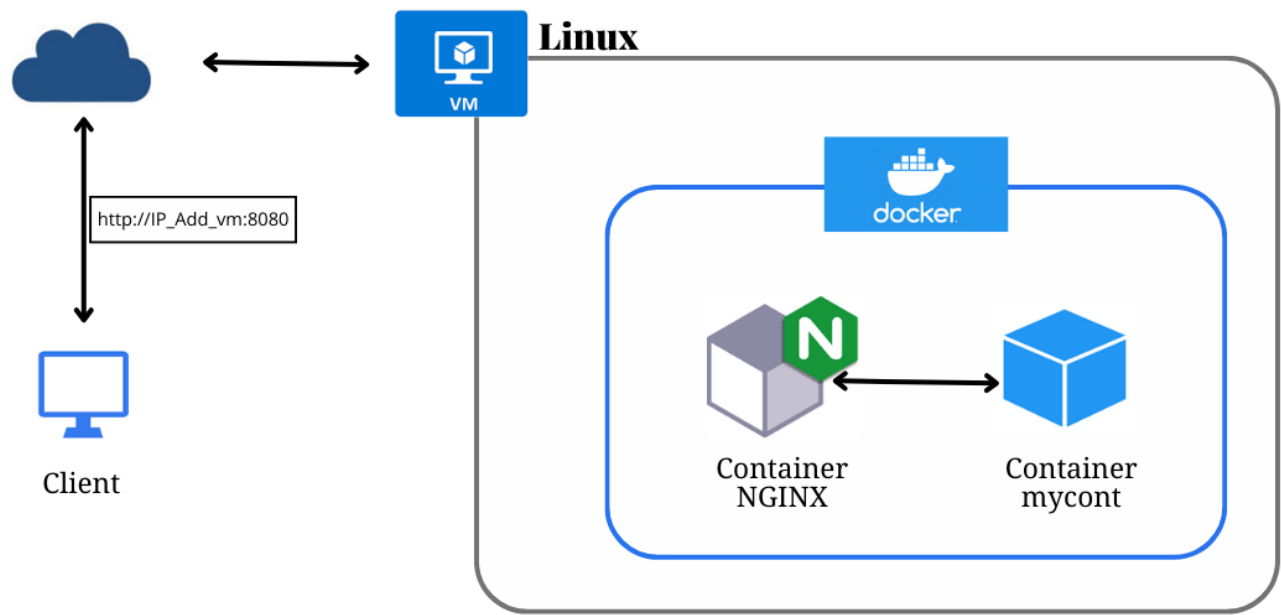 Linux
VM
docker
http://IP_Add_vm:8080
N
Container
NGINX
Container
mycont
Client